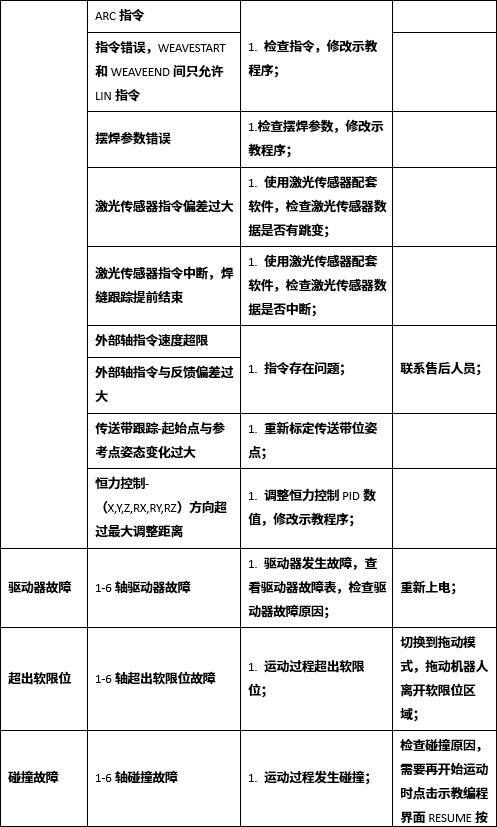 ARC 指令
指令错误，WEAVESTART
和 WEAVEEND 间只允许
LIN 指令
1. 检查指令，修改示教
程序；
摆焊参数错误
1.检查摆焊参数，修改示
教程序；
激光传感器指令偏差过大
1. 使用激光传感器配套
软件，检查激光传感器数
据是否有跳变；
激光传感器指令中断，焊
缝跟踪提前结束
1. 使用激光传感器配套
软件，检查激光传感器数
据是否中断；
外部轴指令速度超限
外部轴指令与反馈偏差过
大
1. 指令存在问题；
联系售后人员；
传送带跟踪-起始点与参
考点姿态变化过大
1. 重新标定传送带位姿
点；
恒力控制-
（X,Y,Z,RX,RY,RZ）方向超
过最大调整距离
1. 调整恒力控制 PID 数
值，修改示教程序；
驱动器故障
1-6 轴驱动器故障
1. 驱动器发生故障，查
看驱动器故障表，检查驱
动器故障原因；
重新上电；
超出软限位
1-6 轴超出软限位故障
1. 运动过程超出软限
位；
切换到拖动模
式，拖动机器人
离开软限位区
域；
碰撞故障
1-6 轴碰撞故障
1. 运动过程发生碰撞；
检查碰撞原因，
需要再开始运动
时点击示教编程
界面 RESUME 按